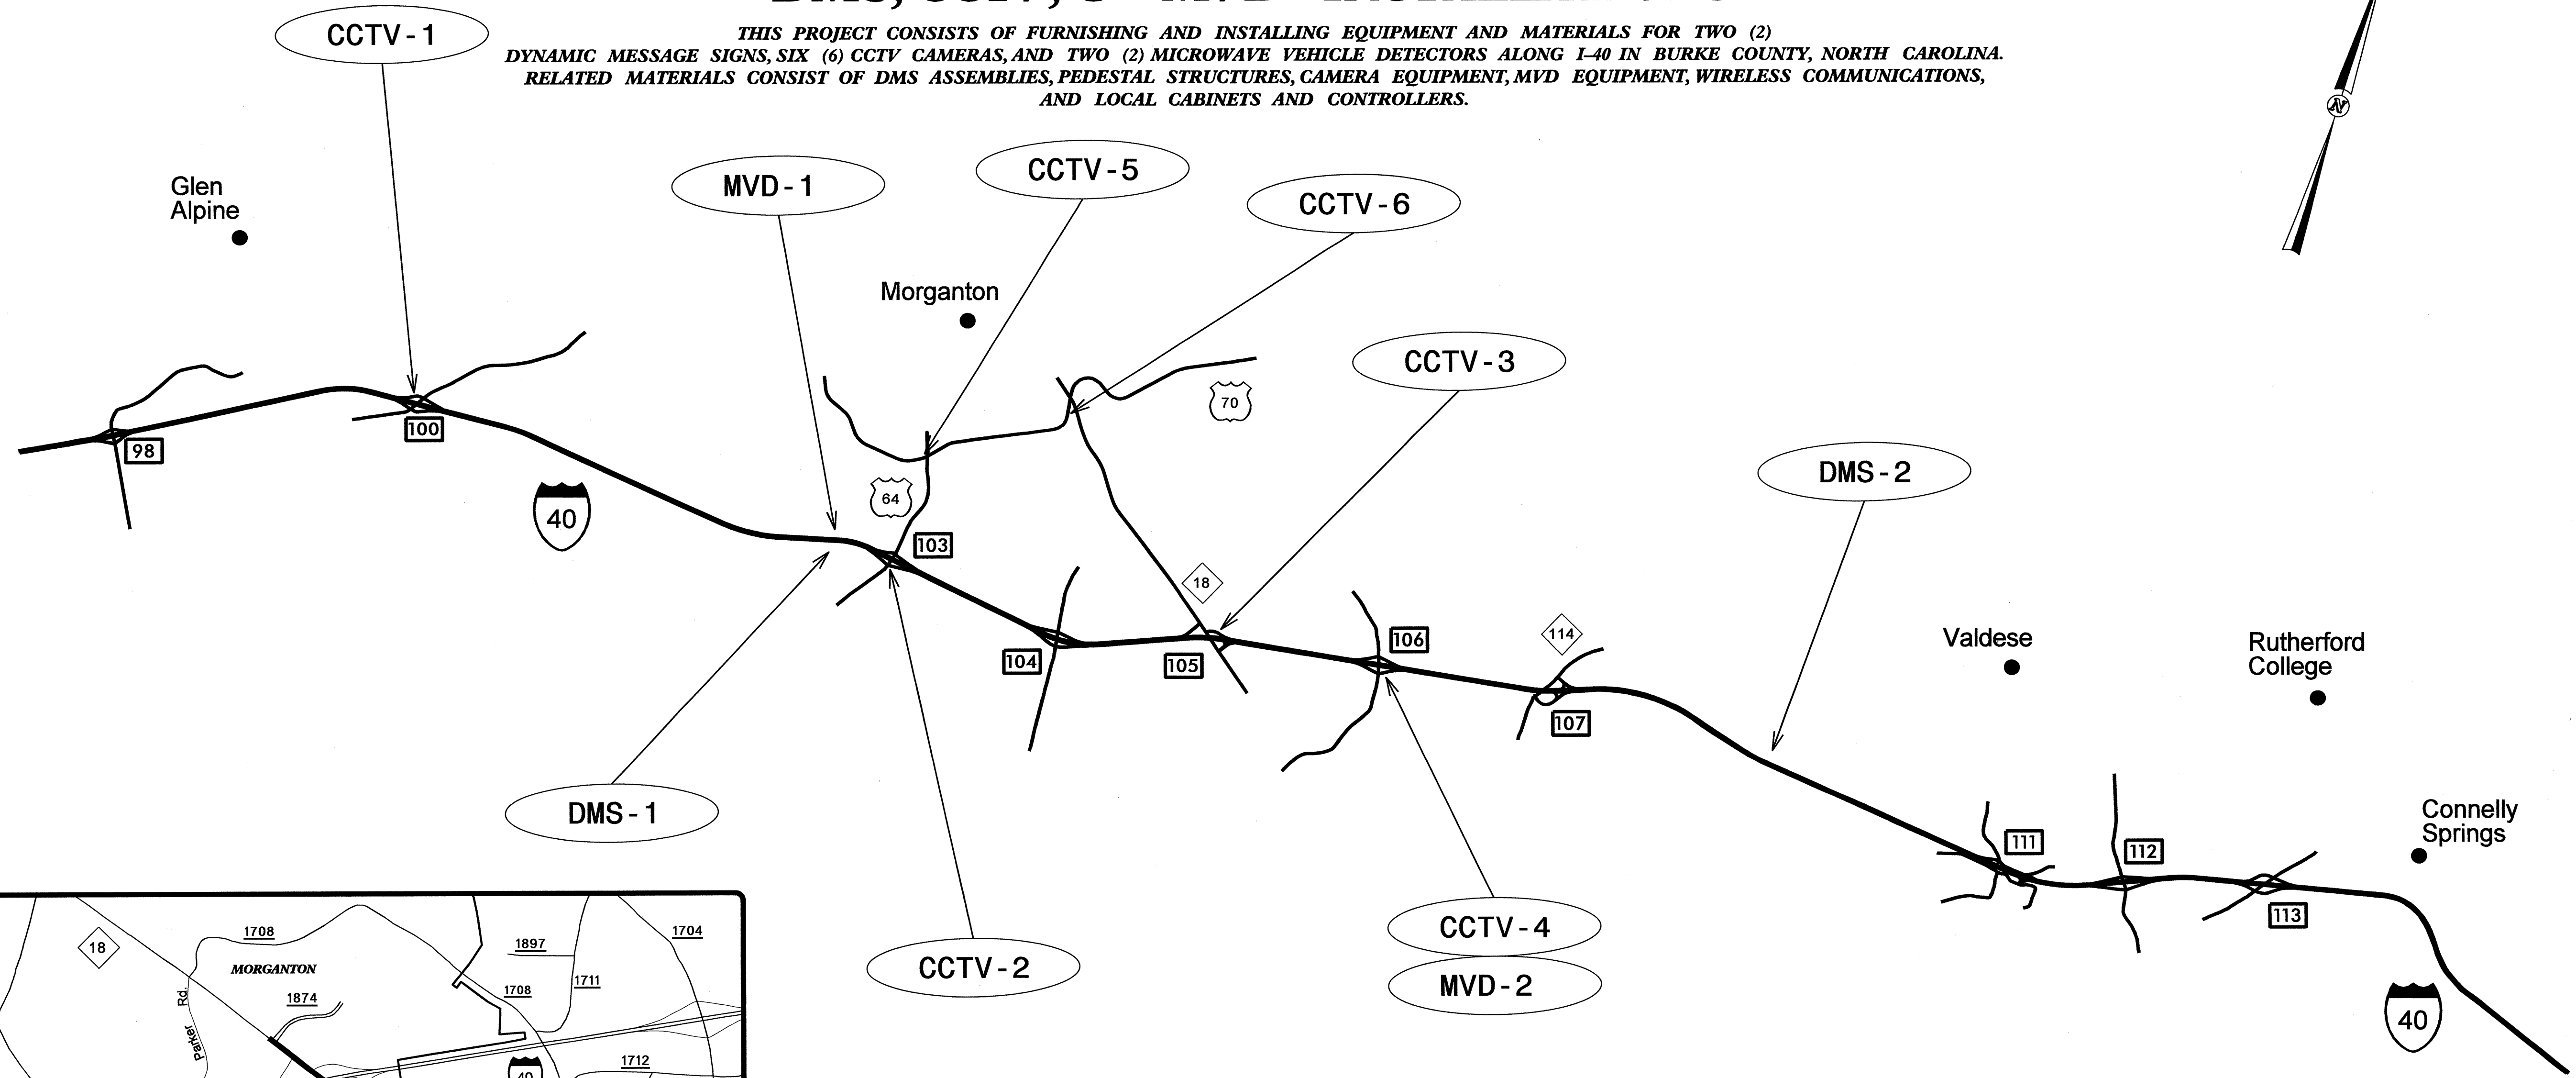 THIS PROJECT CONSISTS OF FURNISHING AND INSTALLING EQUIPMENT AND MATERIALS FOR TWO (2)
DYNAMIC MESSAGE SIGNS, SIX (6) CCTV CAMERAS, AND TWO (2) MICROWAVE VEHICLE DETECTORS ALONG I-40 IN BURKE COUNTY, NORTH CAROLINA.
RELATED MATERIALS CONSIST OF DMS ASSEMBLIES, PEDESTAL STRUCTURES, CAMERA EQUIPMENT, MVD EQUIPMENT, WIRELESS COMMUNICATIONS,
AND LOCAL CABINETS AND CONTROLLERS.
CCTV-1
N
MVD-1
CCTV-5
CCTV-6
Glen
Alpine
Morganton
CCTV-3
70
100
98
DMS-2
64
40
103
18
106
114
Valdese
Rutherford
College
104
105
107
DMS-1
Connelly
Springs
111
112
113
CCTV-4
CCTV-2
MVD-2
40
18
1708
MORGANTON
1897
1704
1711
1708
1874
Parker Rd.
1712
40